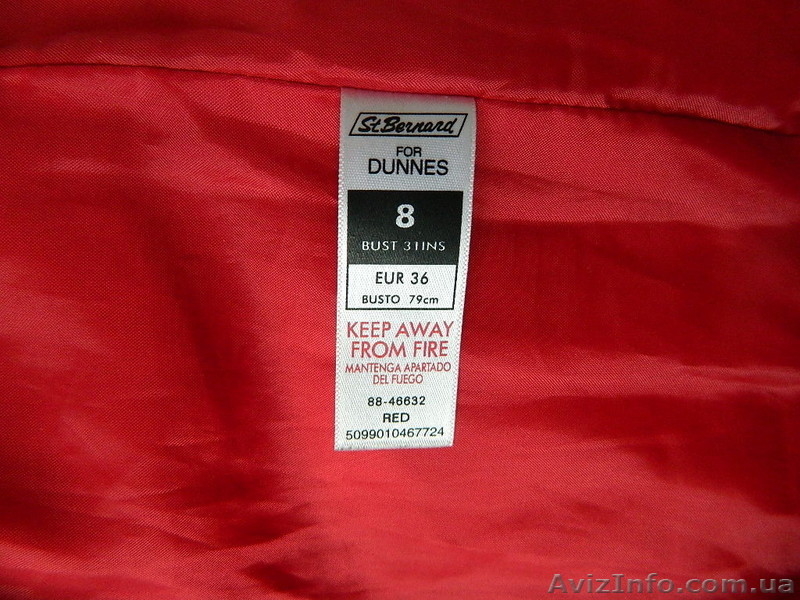 St.Bernard
FOR
DUNNES
8
BUST 31INS
EUR 36
BUSTO 79cm
KEEP AWAY
FROM FIRE
MANTENGA APARTADO
DEL FUEGO
88-46632
RED
5099010467724
AvizInfo.com.ua